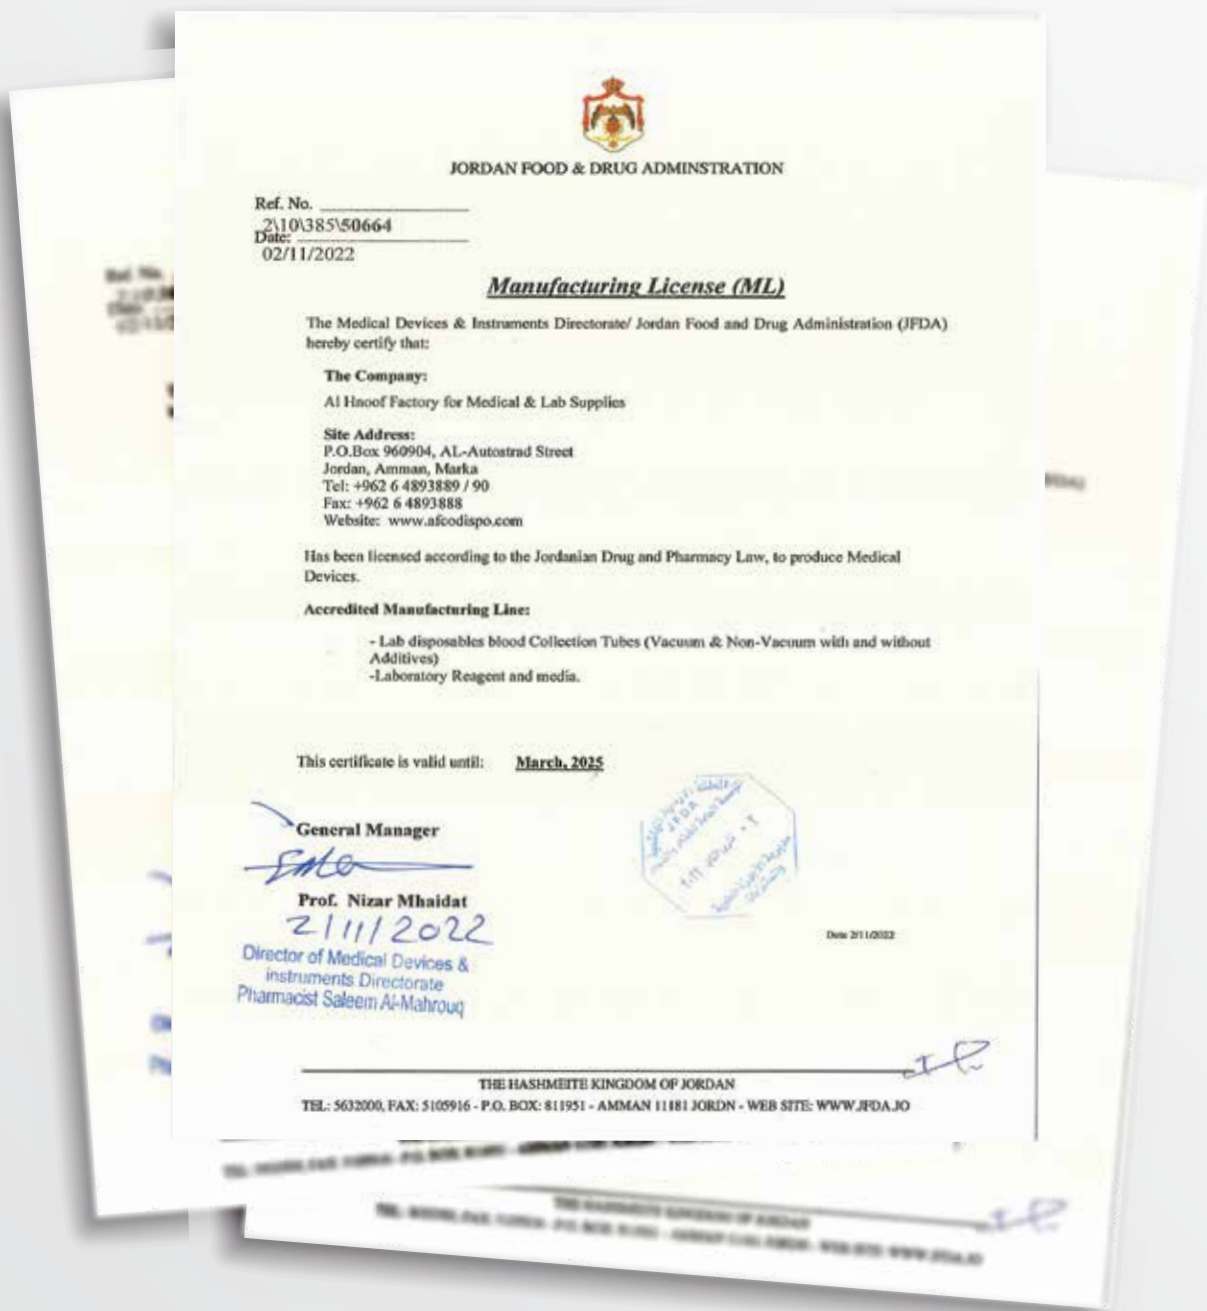 JORDAN FOOD & DRUG ADMINSTRATION
Ref. No.
2\10\385\50664
Date:
02/11/2022
Manufacturing License (ML)
The Medical Devices & Instruments Directorate/ Jordan Food and Drug Administration (JFDA)
hereby certify that:
The Company:
Al Hnoof Factory for Medical & Lab Supplies
Site Address:
P.O.Box 960904, AL-Autostrad Street
Jordan, Amman, Marka
Tel: +962 6 4893889 / 90
Fax: +962 6 4893888
Website: www.afcodispo.com
Has been licensed according to the Jordanian Drug and Pharmacy Law, to produce Medical
Devices.
Accredited Manufacturing Line:
- Lab disposables blood Collection Tubes (Vacuum & Non-Vacuum with and without
Additives)
-Laboratory Reagent and media.
This certificate is valid until: March, 2025
General Manager
Prof. Nizar Mhaidat
2/11/2022
Director of Medical Devices &
instruments Directorate
Pharmacist Saleem Al-Mahrouq
JFDA
Date 2/11/2022
THE HASHMEITE KINGDOM OF JORDAN
TEL: 5632000, FAX: 5105916 - P.O. BOX: 811951 - AMMAN 11181 JORDN - WEB SITE: WWW.JFDA.JO